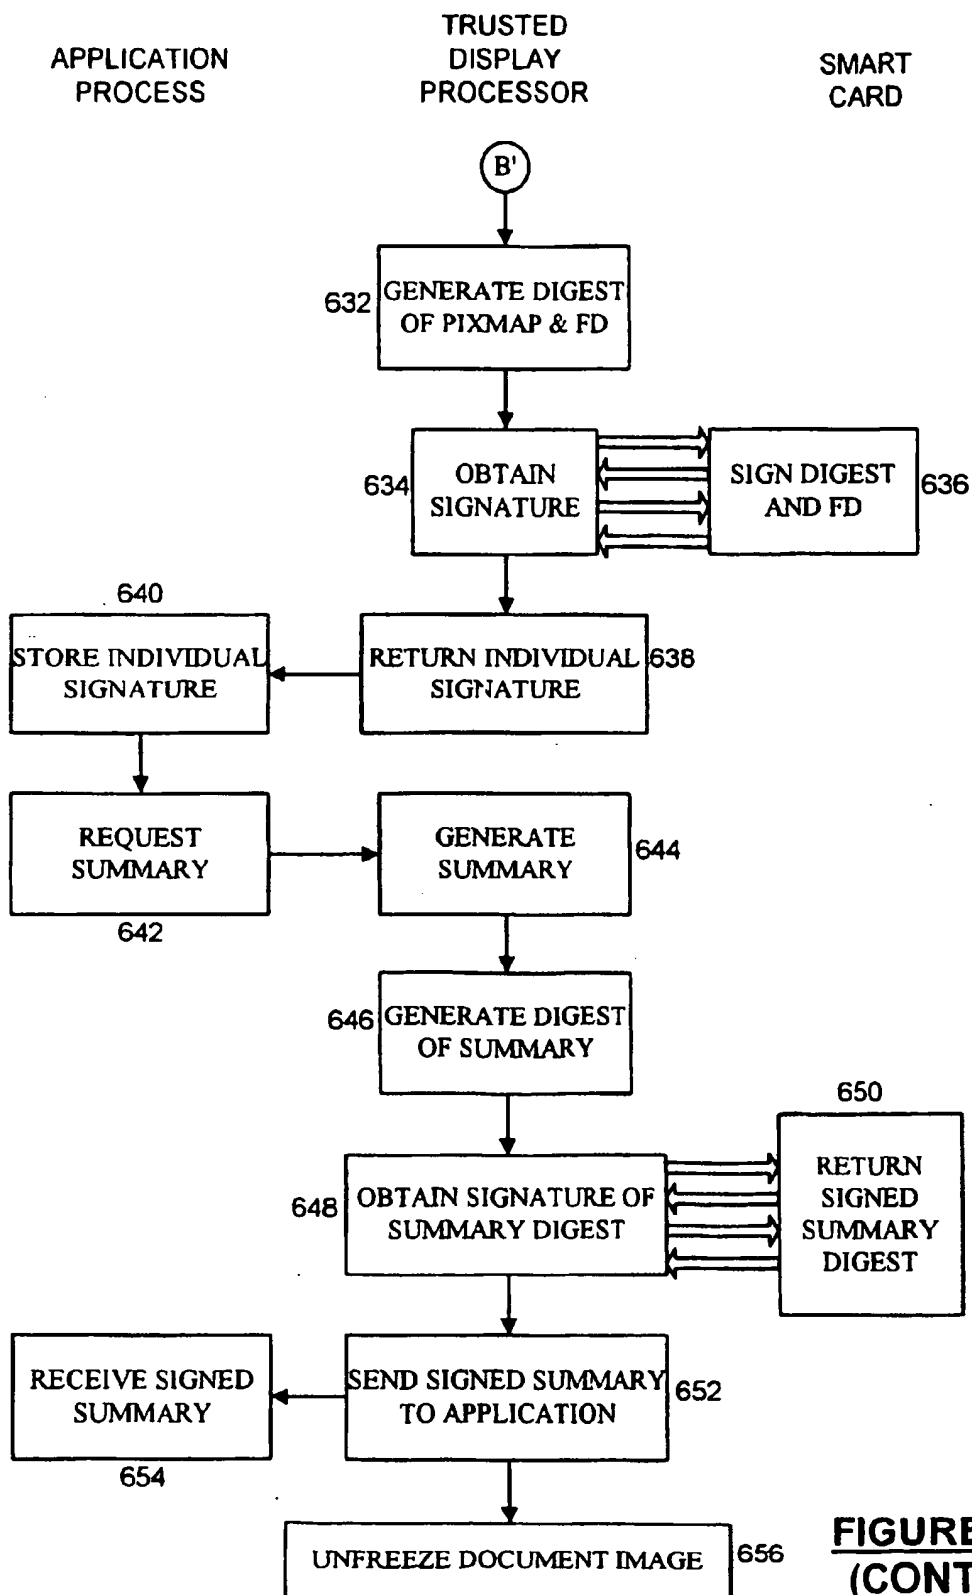 APPLICATION
PROCESS
TRUSTED
DISPLAY
PROCESSOR
SMART
CARD
B'
632
GENERATE DIGEST
OF PIXMAP & FD
634
OBTAIN
SIGNATURE
SIGN DIGEST
AND FD
636
640
STORE INDIVIDUAL
SIGNATURE
RETURN INDIVIDUAL
SIGNATURE
638
REQUEST
SUMMARY
642
GENERATE
SUMMARY
644
646
GENERATE DIGEST
OF SUMMARY
648
OBTAIN SIGNATURE OF
SUMMARY DIGEST
650
RETURN
SIGNED
SUMMARY
DIGEST
RECEIVE SIGNED
SUMMARY
654
SEND SIGNED SUMMARY
TO APPLICATION
652
UNFREEZE DOCUMENT IMAGE
656
FIGURE
(CONT